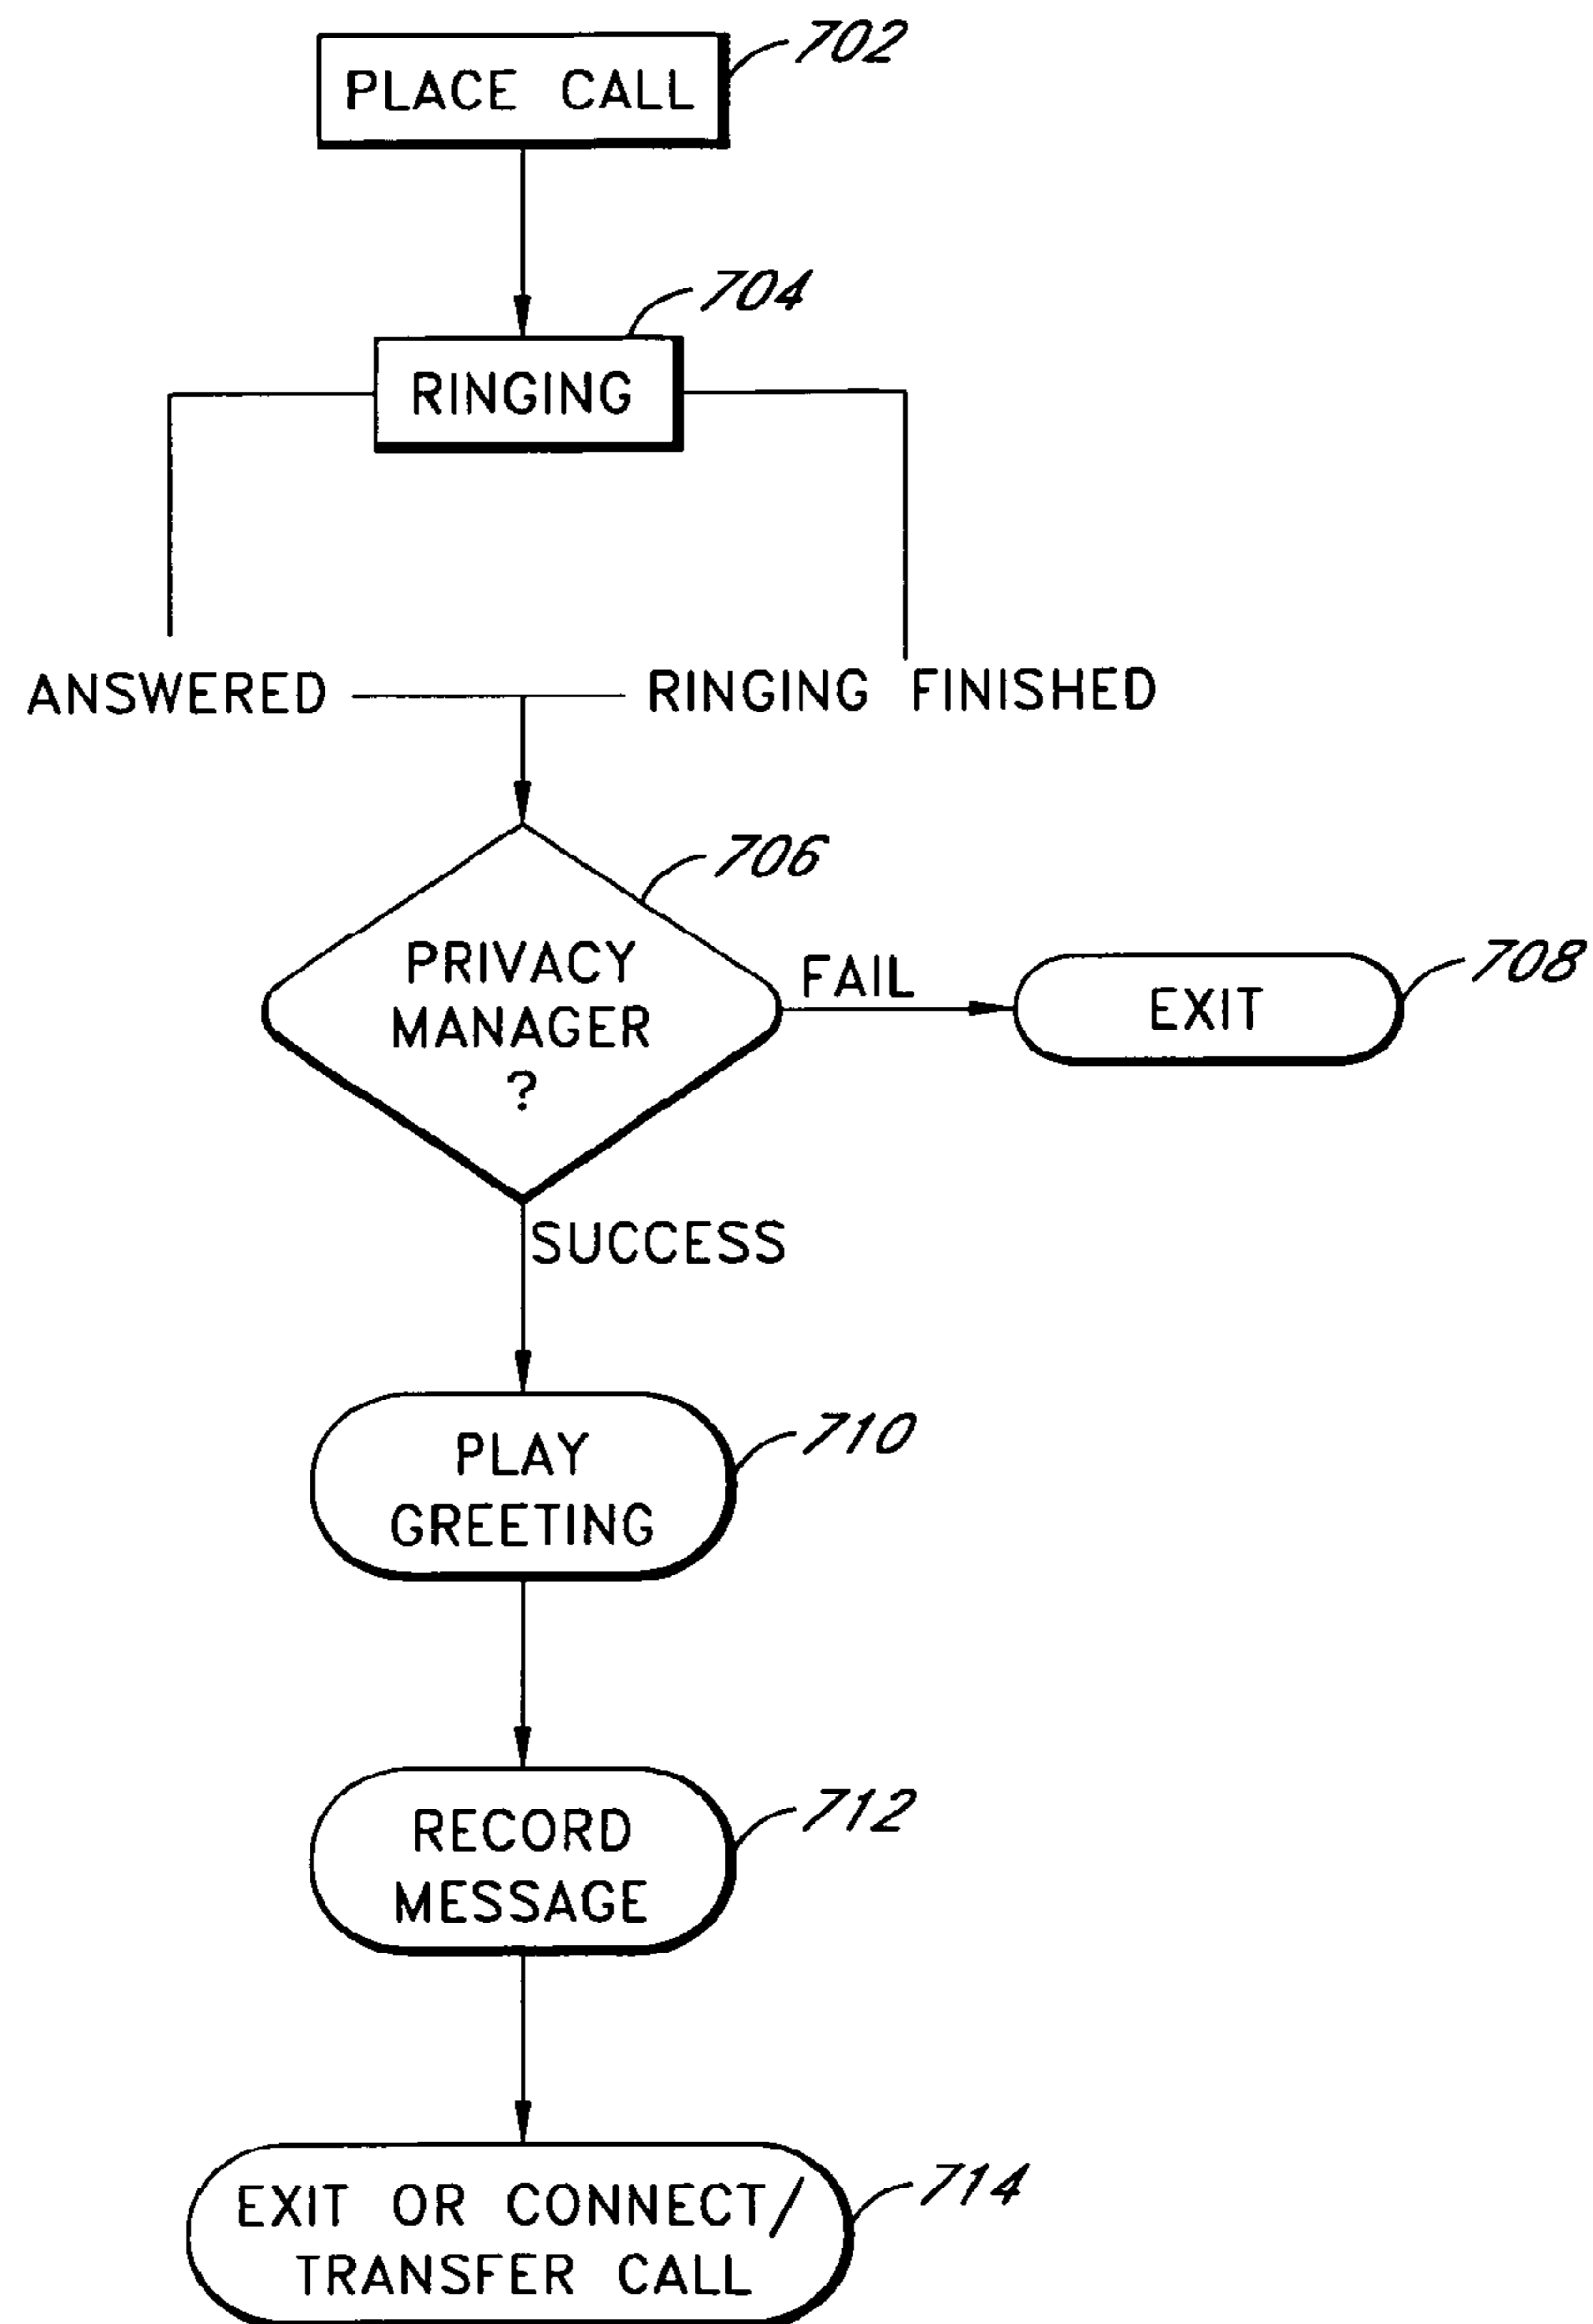 702
PLACE CALL
704
RINGING
ANSWERED
RINGING FINISHED
706
PRIVACY
MANAGER
?
FAIL
708
EXIT
SUCCESS
710
PLAY
GREETING
712
RECORD
MESSAGE
714
EXIT OR CONNECT/
TRANSFER CALL